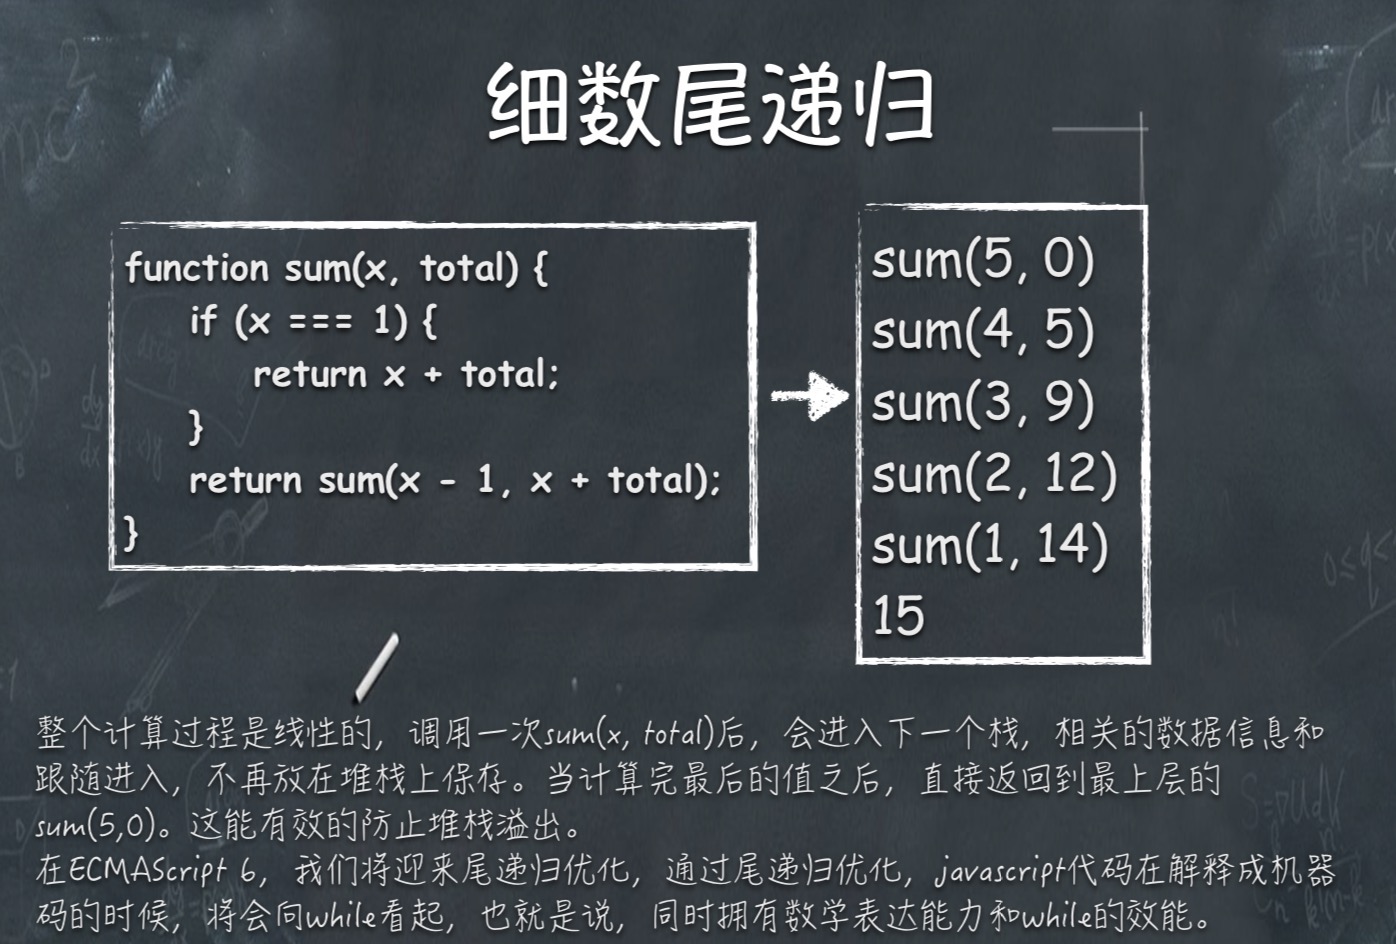 细数尾递归
function sum(x, total) {
if (x === 1) {
return x + total;
}
return sum(x - 1, x + total);
}
sum(5, 0)
sum(4, 5)
sum(3, 9)
sum(2, 12)
sum(1, 14)
15
整个计算过程是线性的，调用一次sum(x, total)后，会进入下一个栈，相关的数据信息和
跟随进入，不再放在堆栈上保存。当计算完最后的值之后，直接返回到最上层的
sum(5,0)。这能有效的防止堆栈溢出。
在ECMAScript 6，我们将迎来尾递归优化，通过尾递归优化，javascript代码在解释成机器
码的时候，将会向while看起，也就是说，同时拥有数学表达能力和while的效能。